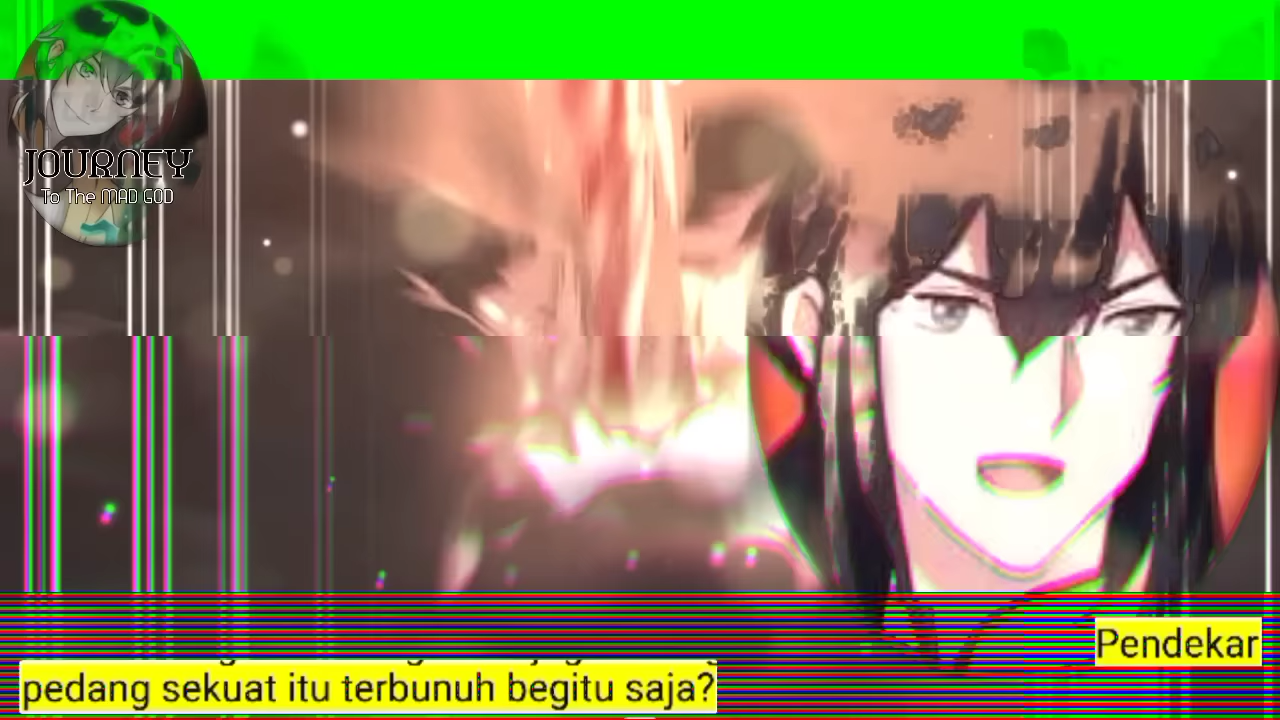 JOURNEY
To The MAD GOD
Pendekar
pedang sekuat itu terbunuh begitu saja?